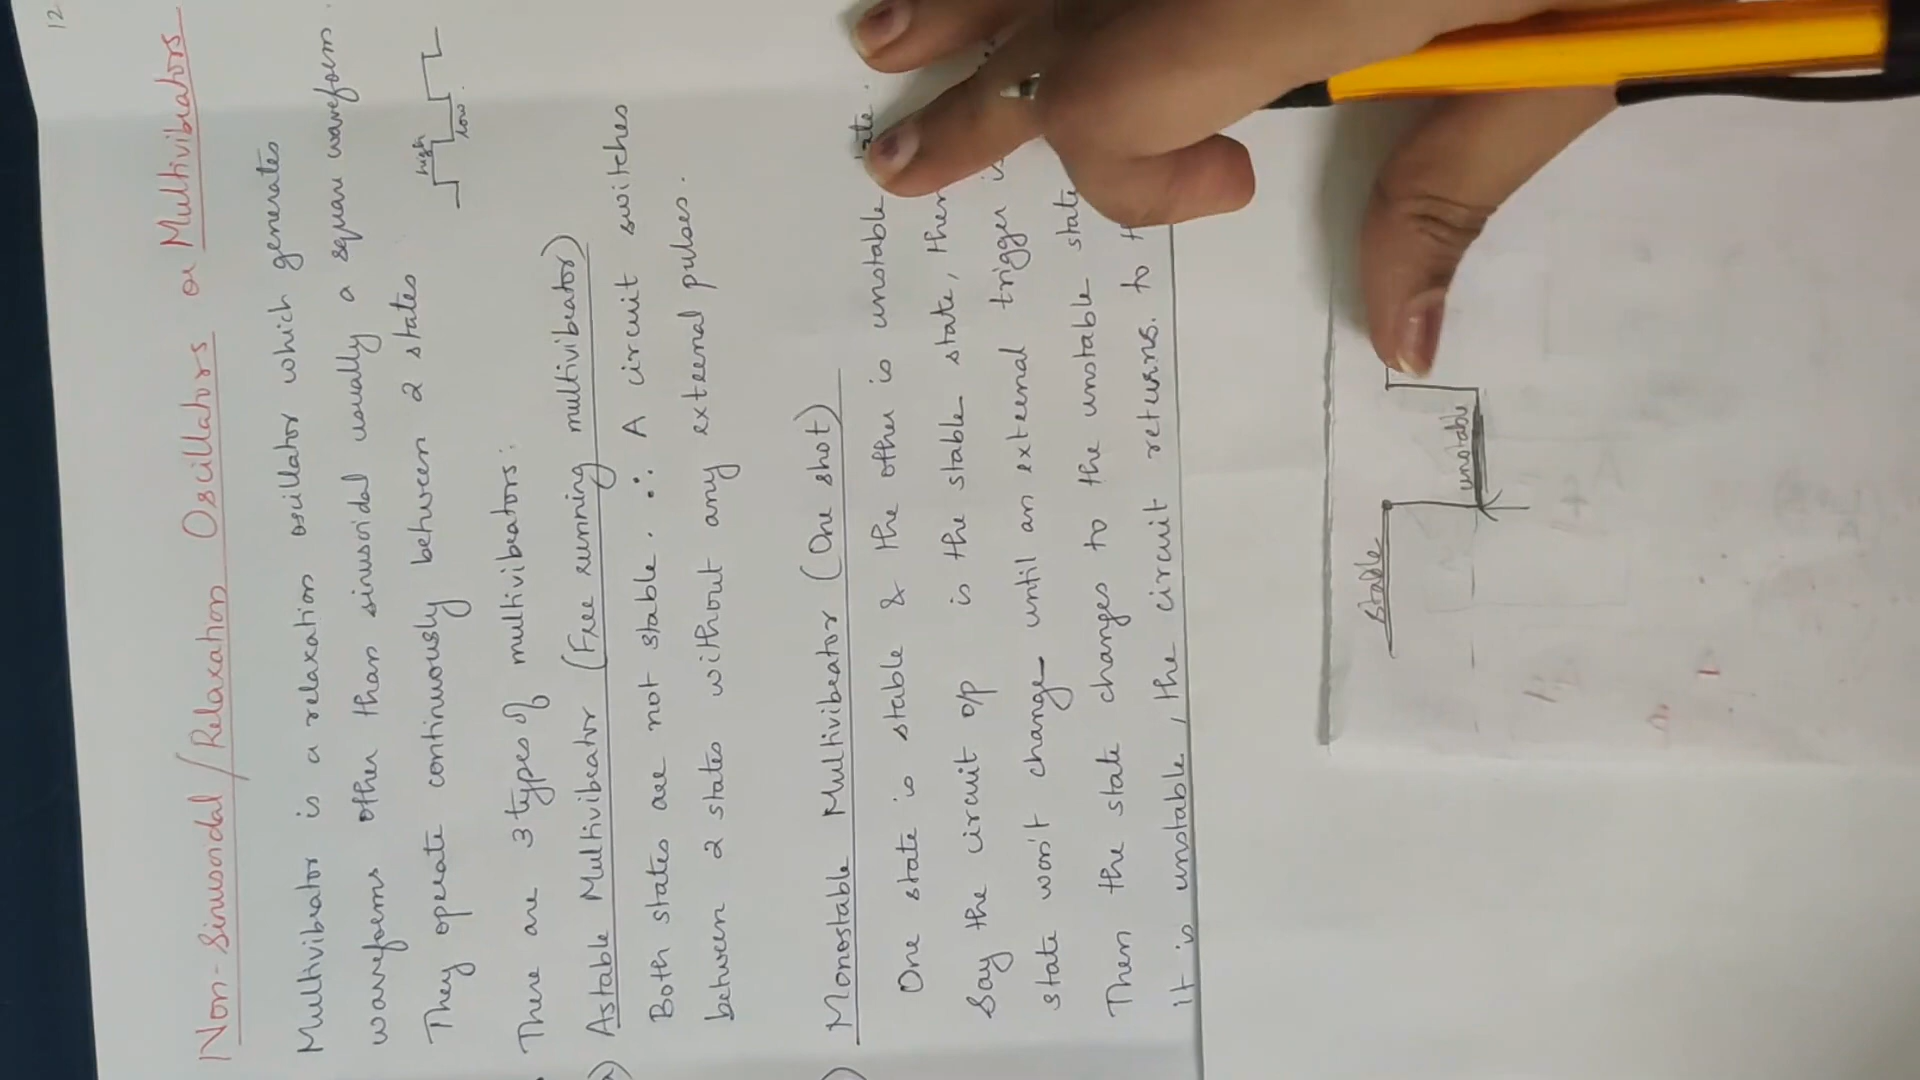 12
Non-Sinusoidal/Relaxation Oscillators or Multivibrators
Multivibrator is a relaxation oscillator which generates
waveforms other than sinusoidal usually a square waveform.
They operate continuously between 2 states
high
low.
There are 3 types of multivibrators:
a) Astable Multivibrator (Free running multivibrator)
Both states are not stable. ∴ A circuit switches
between 2 states without any external pulses.
) Monostable Multivibrator (One shot)
One state is stable & the other is unstable
Say the circuit o/p is the stable state, then
state won't change until an external trigger is
Then the state changes to the unstable state
it is unstable, the circuit returns. to
Stable
unstable